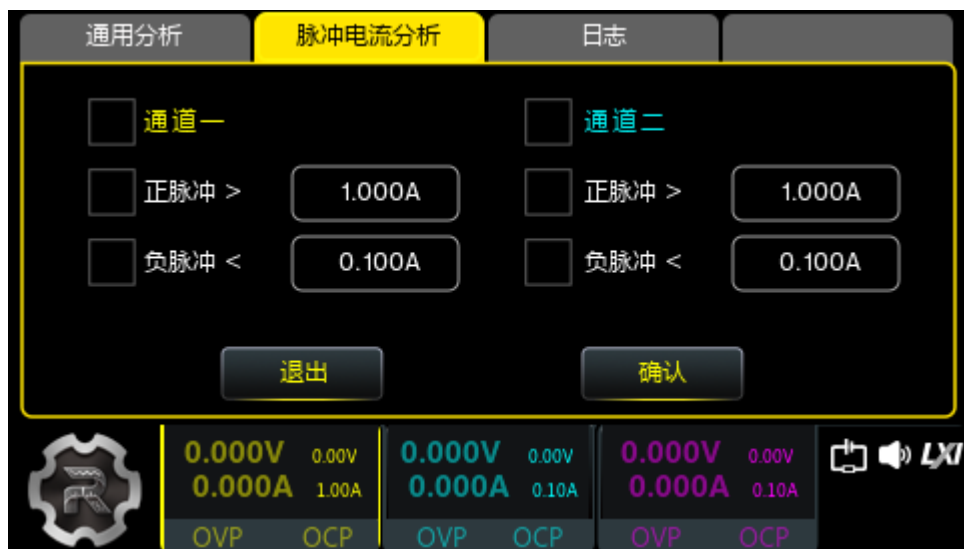 通用分析 脉冲电流分析 日志
通道一 通道二
正脉冲 > 1.000A 正脉冲 > 1.000A
负脉冲 < 0.100A 负脉冲 < 0.100A
退出 确认
0.000V 0.00V 0.000V 0.00V 0.000V 0.00V LXI
0.000A 1.00A 0.000A 0.10A 0.000A 0.10A
OVP OCP OVP OCP OVP OCP
R